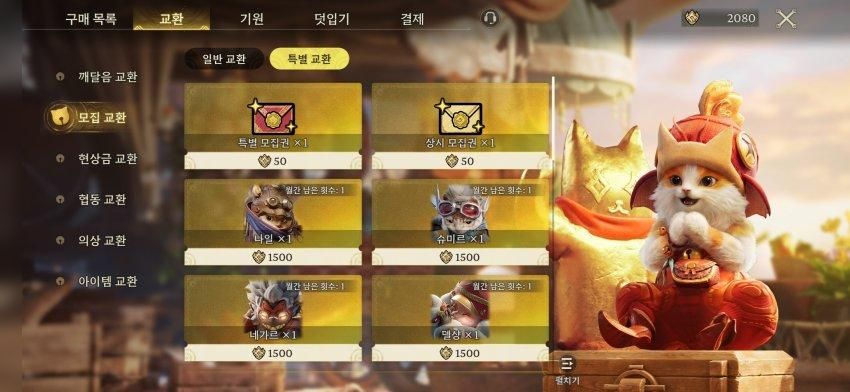 구매 목록
교환
기원
덧입기
결제
2080
일반 교환
특별 교환
깨달음 교환
모집 교환
현상금 교환
협동 교환
의상 교환
아이템 교환
특별 모집권 ×1
50
상시 모집권 ×1
50
월간 남은 횟수: 1
나일 ×1
1500
월간 남은 횟수: 1
슈미르 ×1
1500
월간 남은 횟수: 1
네가르 ×1
1500
월간 남은 횟수: 1
델샹 ×1
1500
펼치기